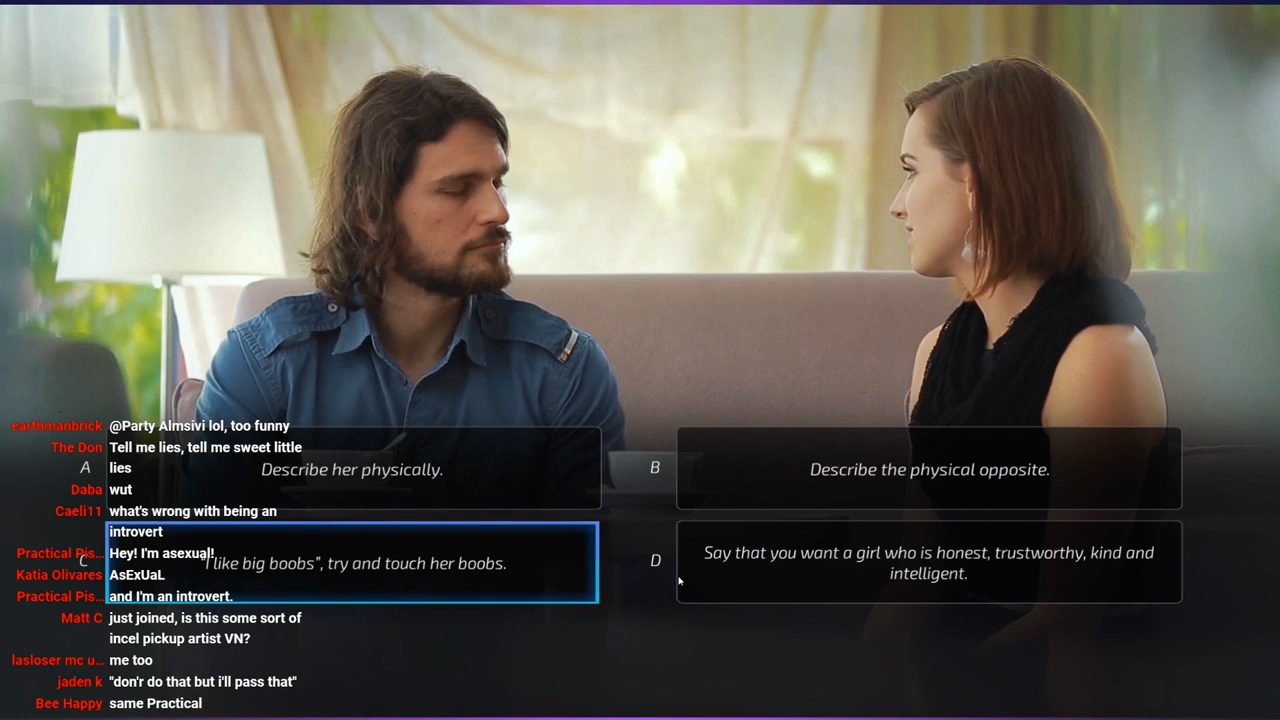 earthmanbrick @Party Almsivi lol, too funny
The Don Tell me lies, tell me sweet little
lies
A Describe her physically.
B Describe the physical opposite.
Daba wut
Caeli11 what's wrong with being an
introvert
Practical Pis... Hey! I'm asexual!
C "I like big boobs", try and touch her boobs.
D Say that you want a girl who is honest, trustworthy, kind and
intelligent.
Katia Olivares AsExUaL
Practical Pis... and I'm an introvert.
Matt C just joined, is this some sort of
incel pickup artist VN?
lasloser mc u... me too
jaden k "don'r do that but i'll pass that"
Bee Happy same Practical